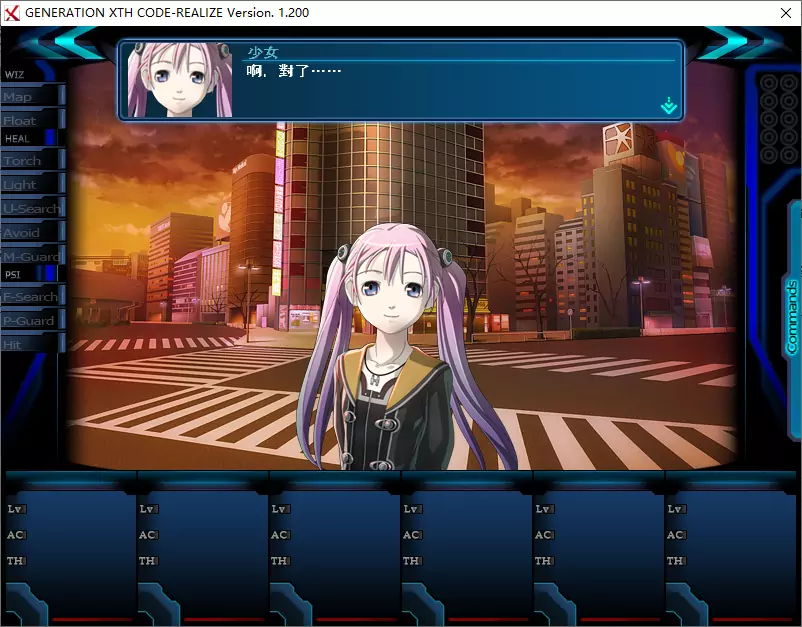 GENERATION XTH CODE-REALIZE Version. 1.200
少女
啊，對了……
WIZ
Map
Float
HEAL
Torch
Light
U-Search
Avoid
M-Guard
PSI
F-Search
P-Guard
Hit
Commands
Lv Lv Lv Lv Lv Lv
AC AC AC AC AC AC
TH TH TH TH TH TH